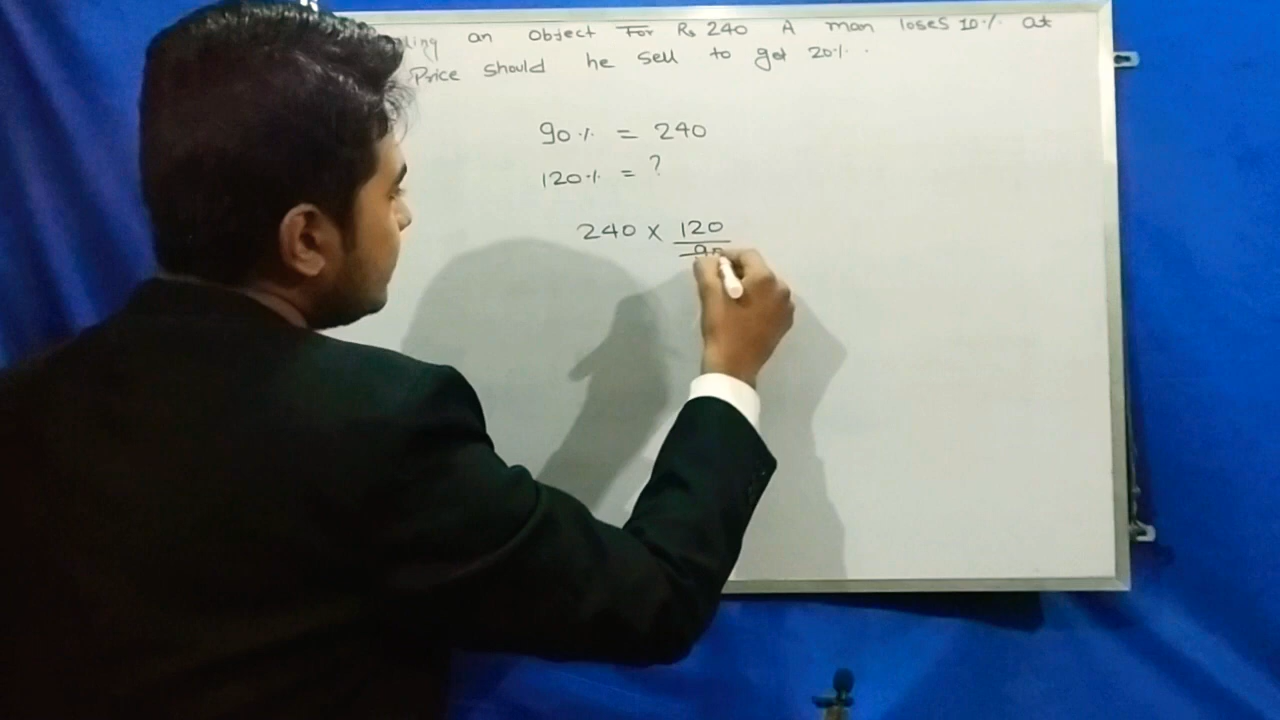 an object For Rs 240 A man loses 10% at
Price should he sell to get 20%.
90% = 240
120% = ?
240 × 120
90